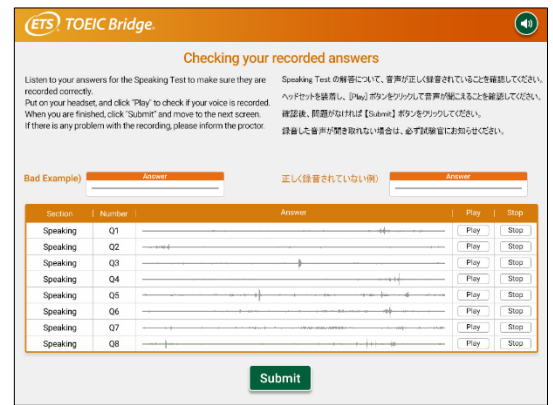 ETS TOEIC Bridge.
Checking your recorded answers
Listen to your answers for the Speaking Test to make sure they are
recorded correctly.
Put on your headset, and click "Play" to check if your voice is recorded.
When you are finished, click "Submit" and move to the next screen.
If there is any problem with the recording, please inform the proctor.
Speaking Test の解答について、音声が正しく録音されていることを確認してください。
ヘッドセットを装着し、[Play] ボタンをクリックして音声が聞こえることを確認してください。
確認後、問題がなければ【Submit】ボタンをクリックしてください。
録音した音声が聞き取れない場合は、必ず試験官にお知らせください。
Bad Example) Answer
正しく録音されていない例) Answer
Section Number Answer Play Stop
Speaking Q1 Play Stop
Speaking Q2 Play Stop
Speaking Q3 Play Stop
Speaking Q4 Play Stop
Speaking Q5 Play Stop
Speaking Q6 Play Stop
Speaking Q7 Play Stop
Speaking Q8 Play Stop
Submit